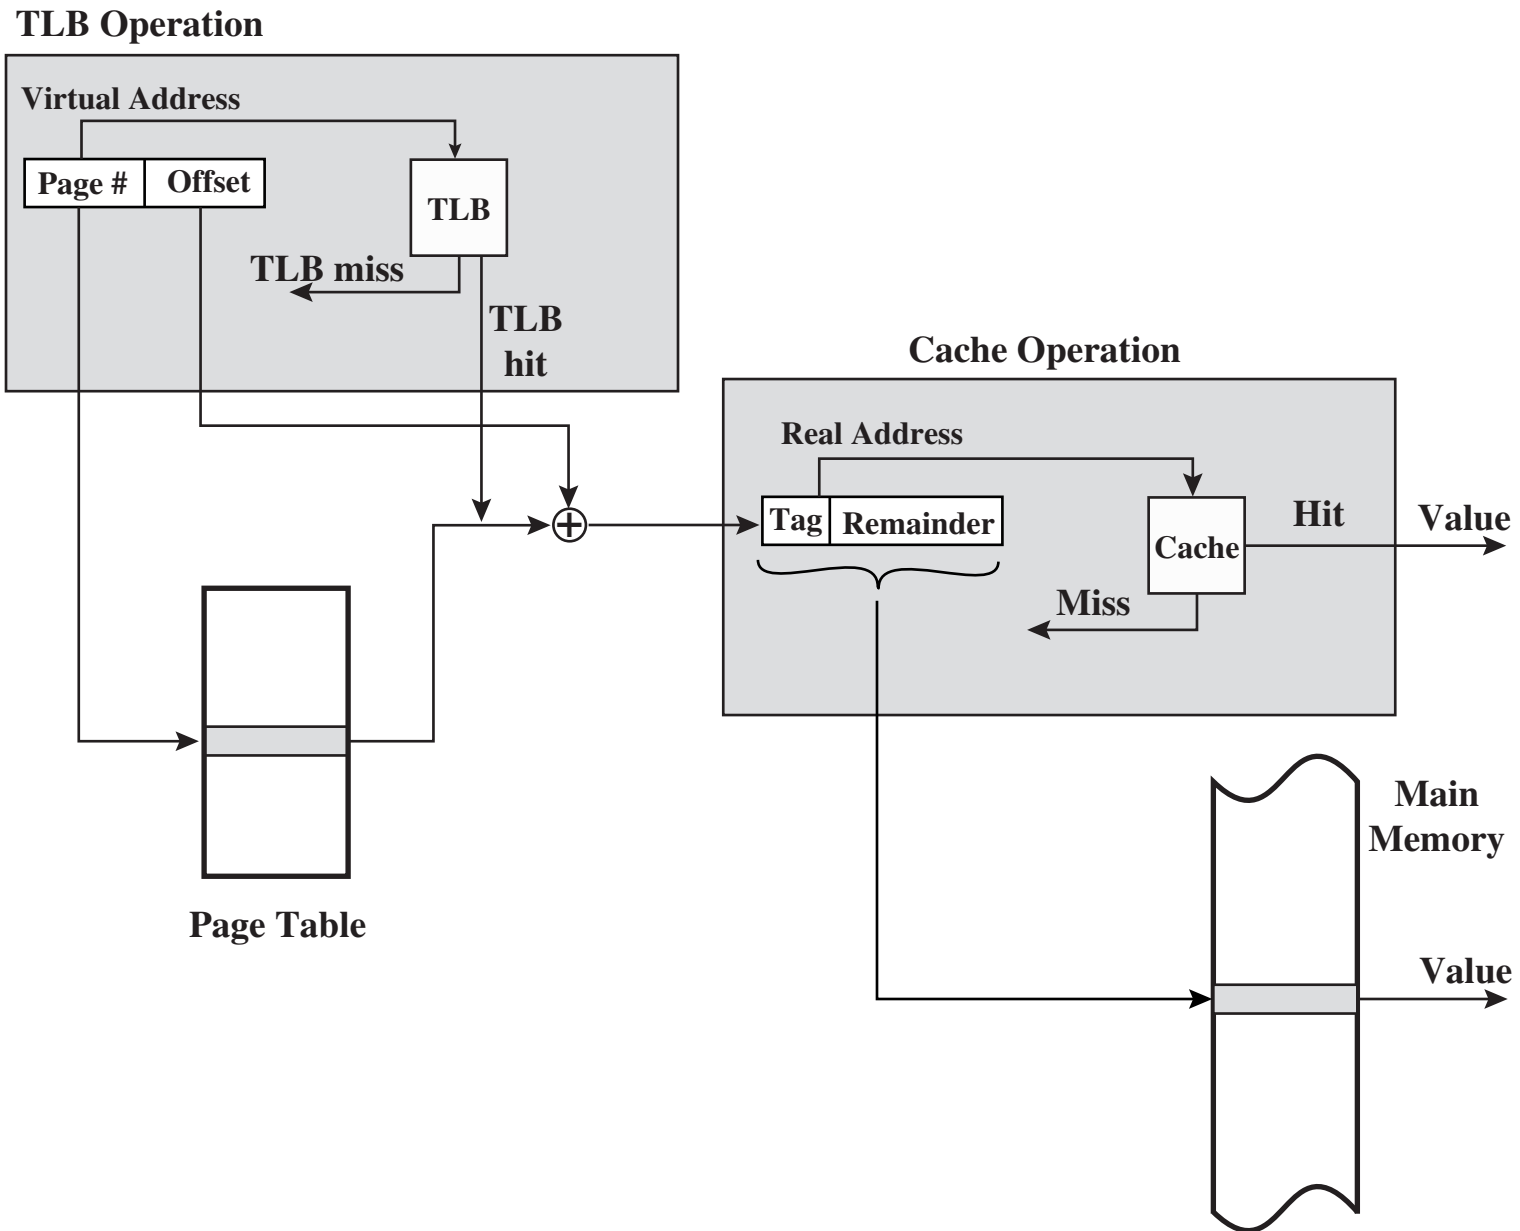 TLB Operation
Virtual Address
Page #
Offset
TLB
TLB miss
TLB
hit
Cache Operation
Real Address
Tag
Remainder
Cache
Hit
Value
Miss
Page Table
Main
Memory
Value